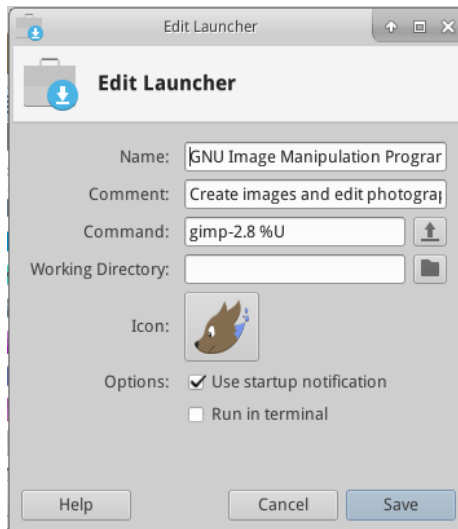 Edit Launcher
Edit Launcher
Name: GNU Image Manipulation Prograr
Comment: Create images and edit photograp
Command: gimp-2.8 %U
Working Directory:
Icon:
Options: Use startup notification
Run in terminal
Help Cancel Save